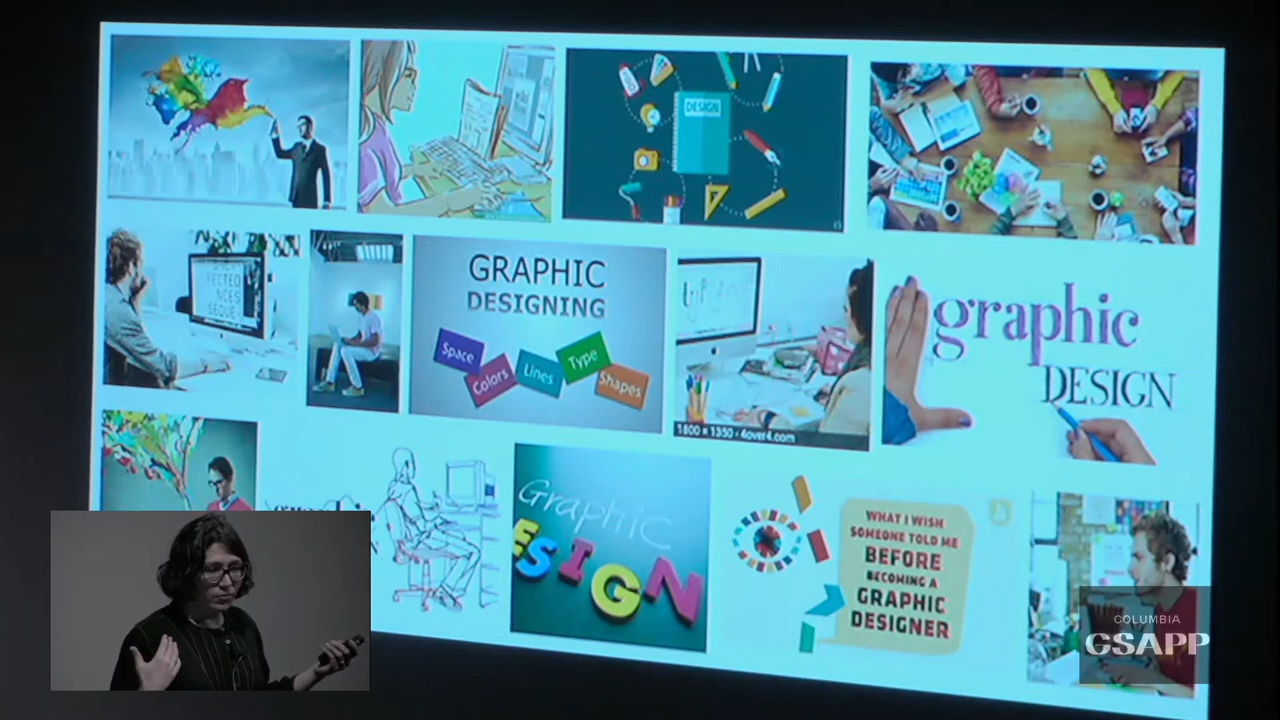 DESIGN
GRAPHIC
DESIGNING
Space
Colors
Lines
Type
Shapes
1800 × 1350 - 4over4.com
graphic
DESIGN
Graphic
ESIGN
WHAT I WISH
SOMEONE TOLD ME
BEFORE
BECOMING A
GRAPHIC
DESIGNER
COLUMBIA
GSAPP